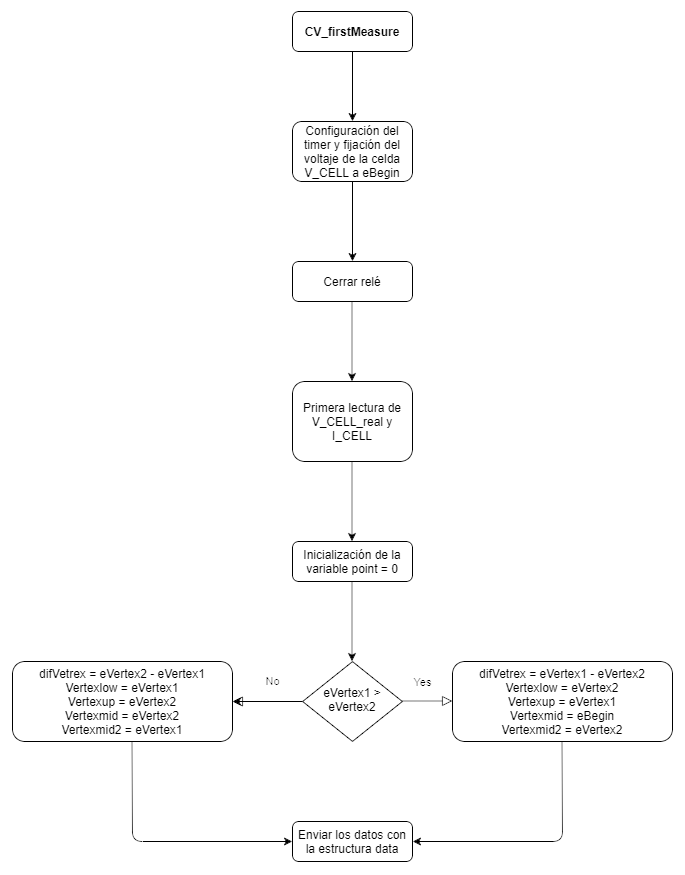 CV_firstMeasure
Configuración del
timer y fijación del
voltaje de la celda
V_CELL a eBegin
Cerrar relé
Primera lectura de
V_CELL_real y
I_CELL
Inicialización de la
variable point = 0
eVertex1 >
eVertex2
No
Yes
difVetrex = eVertex2 - eVertex1
Vertexlow = eVertex1
Vertexup = eVertex2
Vertexmid = eVertex2
Vertexmid2 = eVertex1
difVetrex = eVertex1 - eVertex2
Vertexlow = eVertex2
Vertexup = eVertex1
Vertexmid = eBegin
Vertexmid2 = eVertex2
Enviar los datos con
la estructura data